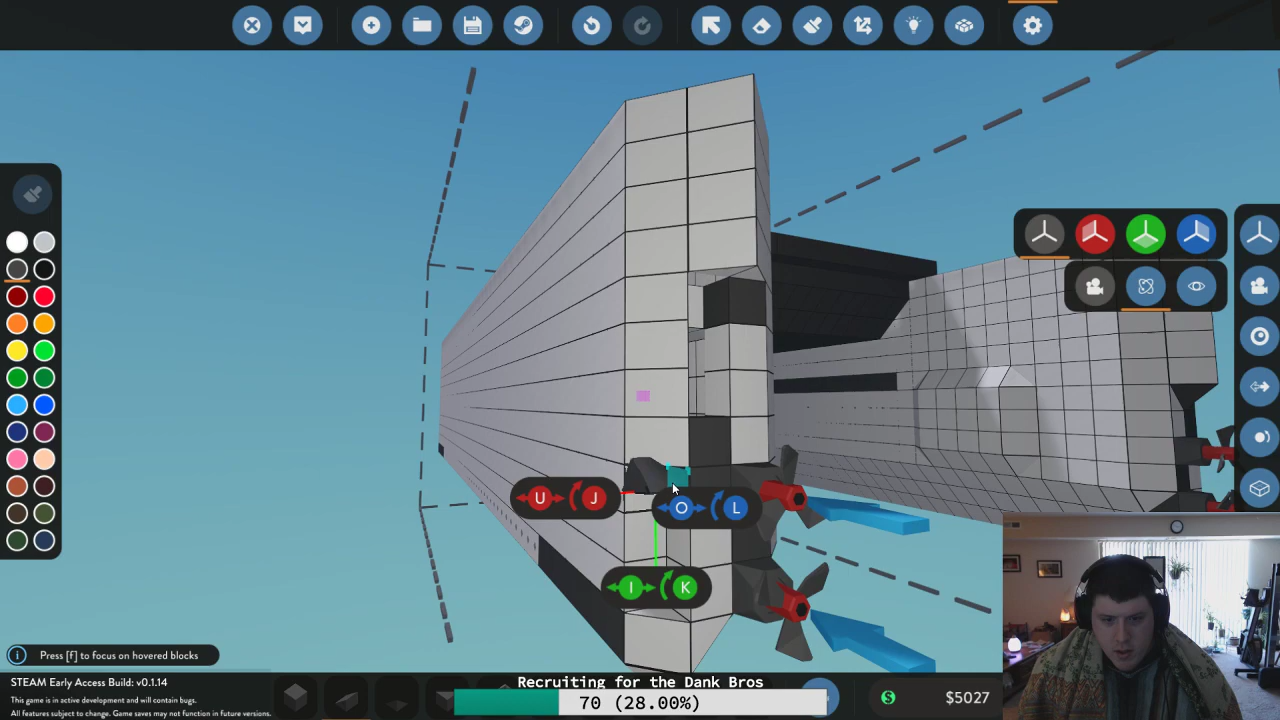 U J
O L
I K
Press [f] to focus on hovered blocks
STEAM Early Access Build: v0.1.14
This game is in active development and will contain bugs.
All features subject to change. Game saves may not function in future versions.
Recruiting for the Dank Bros
70 (28.00%)
$ $5027